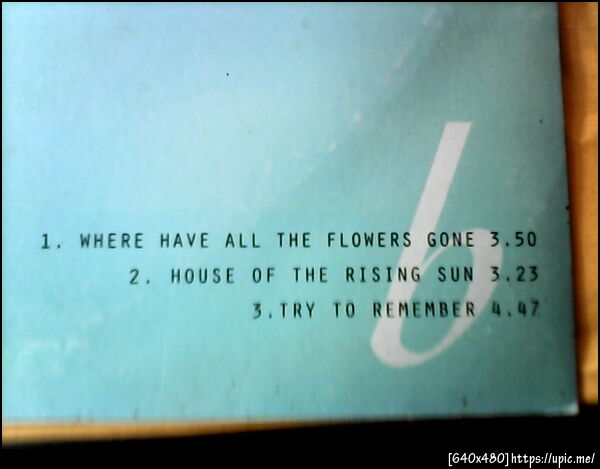 b
1. WHERE HAVE ALL THE FLOWERS GONE 3.50
2. HOUSE OF THE RISING SUN 3.23
3.TRY TO REMEMBER 4.47
[640x480]https://upic.me/